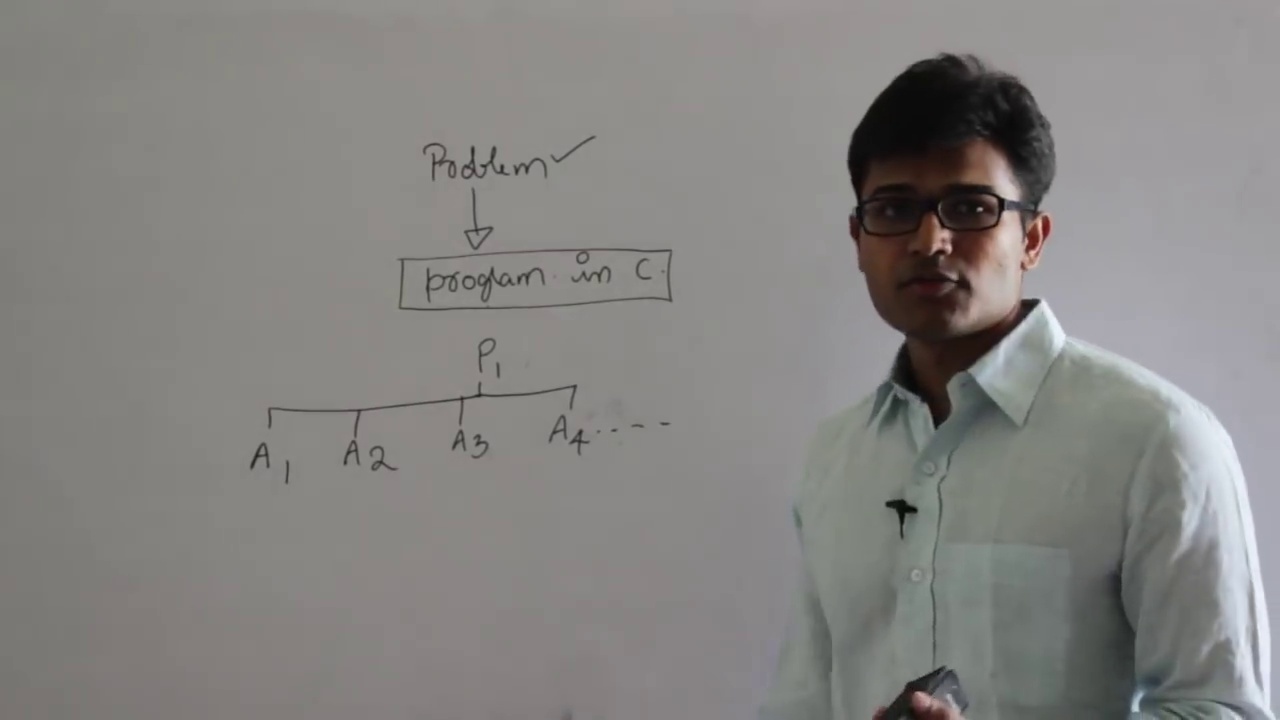 Problem ✓
program in C.
P1
A1 A2 A3 A4 ----